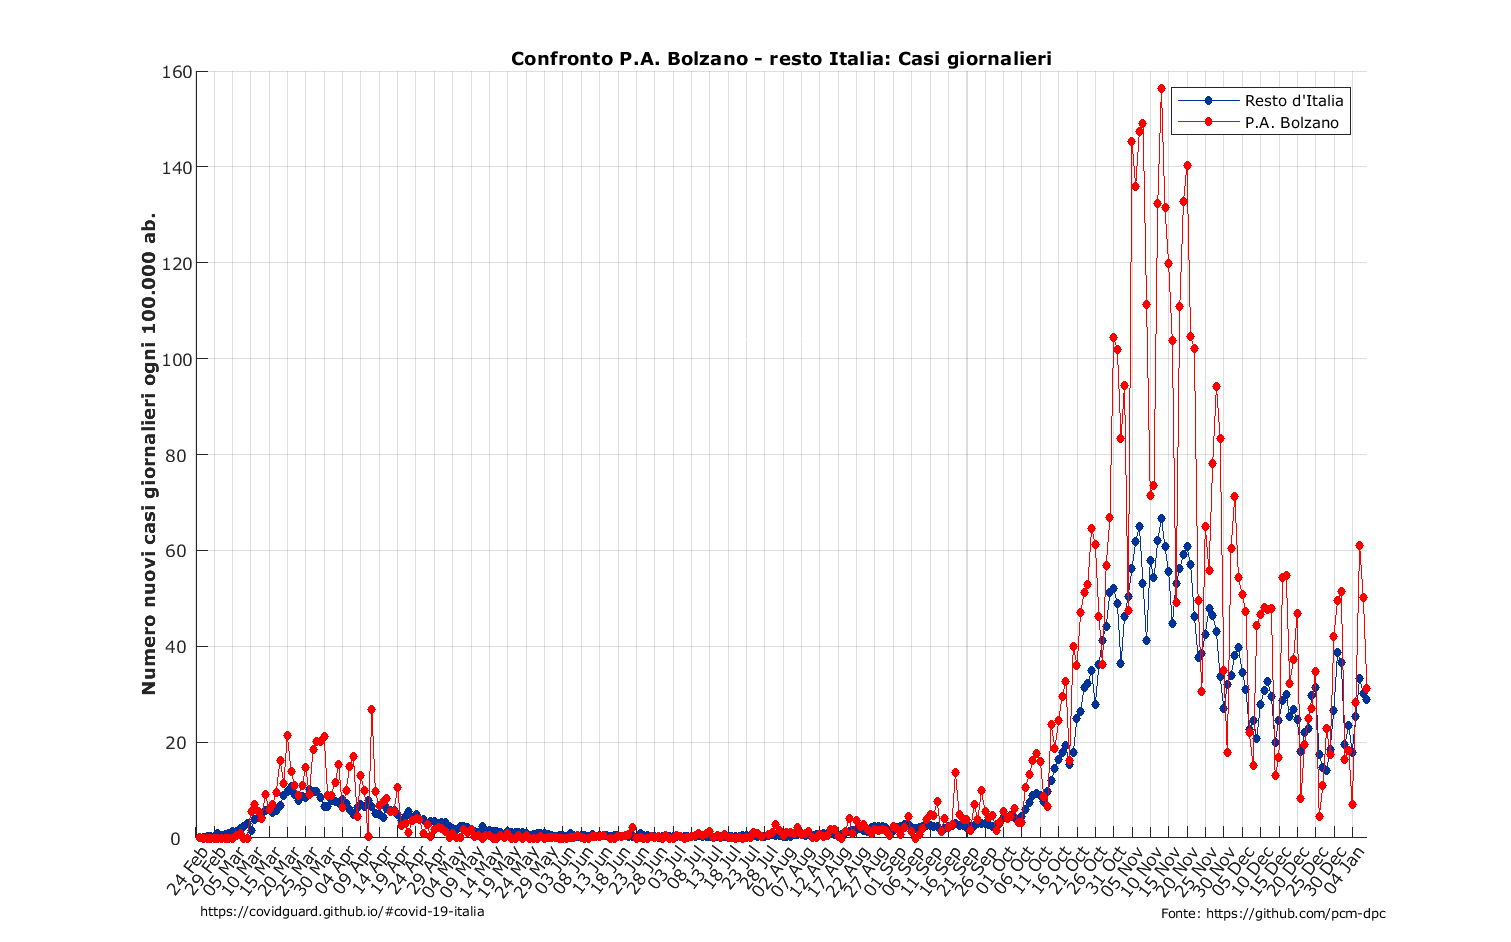 Confronto P.A. Bolzano - resto Italia: Casi giornalieri
Resto d'Italia
P.A. Bolzano
Numero nuovi casi giornalieri ogni 100.000 ab.
160
140
120
100
80
60
40
20
0
24 Feb
29 Feb
05 Mar
10 Mar
15 Mar
20 Mar
25 Mar
30 Mar
04 Apr
09 Apr
14 Apr
19 Apr
24 Apr
29 Apr
04 May
09 May
14 May
19 May
24 May
29 May
03 Jun
08 Jun
13 Jun
18 Jun
23 Jun
28 Jun
03 Jul
08 Jul
13 Jul
18 Jul
23 Jul
28 Jul
02 Aug
07 Aug
12 Aug
17 Aug
22 Aug
27 Aug
01 Sep
06 Sep
11 Sep
16 Sep
21 Sep
26 Sep
01 Oct
06 Oct
11 Oct
16 Oct
21 Oct
26 Oct
31 Oct
05 Nov
10 Nov
15 Nov
20 Nov
25 Nov
30 Nov
05 Dec
10 Dec
15 Dec
20 Dec
25 Dec
30 Dec
04 Jan
https://covidguard.github.io/#covid-19-italia
Fonte: https://github.com/pcm-dpc